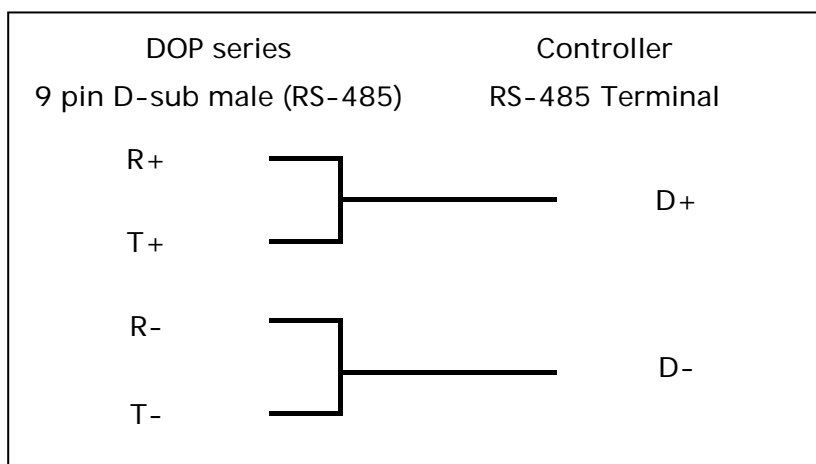 DOP series Controller
9 pin D-sub male (RS-485) RS-485 Terminal
R+
D+
T+
R-
D-
T-